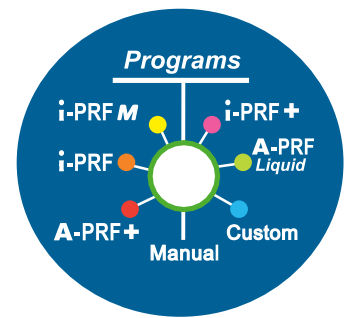 Programs
i-PRF M
i-PRF+
i-PRF
A-PRF
Liquid
A-PRF+
Custom
Manual